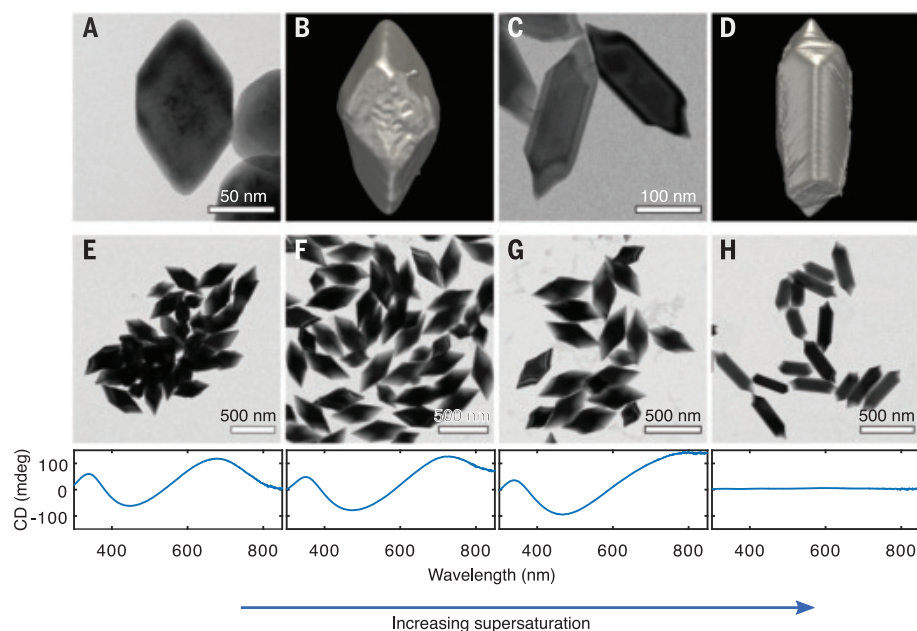 A
B
C
D
50 nm
100 nm
E
F
G
H
500 nm
500 nm
500 nm
500 nm
CD (mdeg)
100
0
-100
400
600
800
400
600
800
400
600
800
400
600
800
Wavelength (nm)
Increasing supersaturation